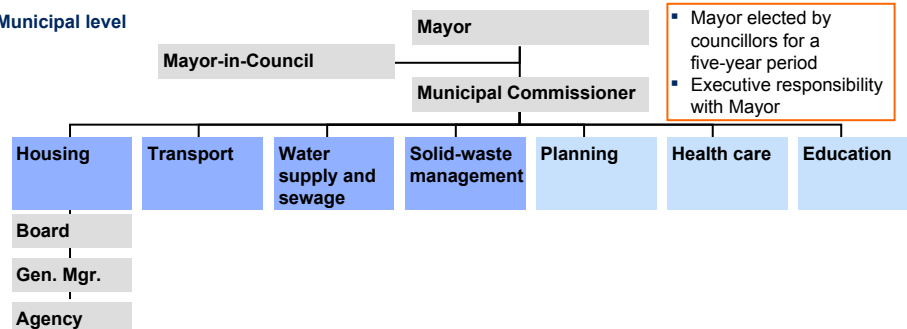 Municipal level
Mayor
▪ Mayor elected by
councillors for a
five-year period
▪ Executive responsibility
with Mayor
Mayor-in-Council
Municipal Commissioner
Housing
Transport
Water
supply and
sewage
Solid-waste
management
Planning
Health care
Education
Board
Gen. Mgr.
Agency